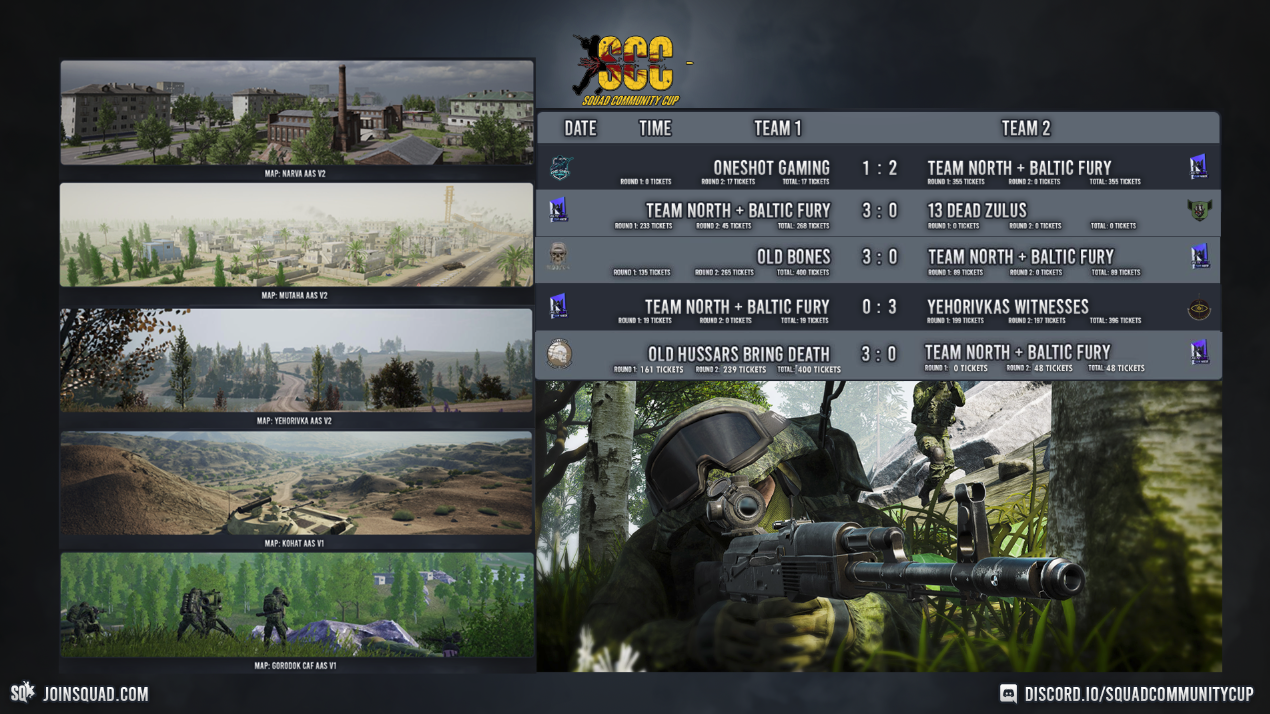 SCC
SQUAD COMMUNITY CUP
-
DATE TIME TEAM 1 TEAM 2
ONESHOT GAMING 1 : 2 TEAM NORTH + BALTIC FURY
ROUND 1: 0 TICKETS ROUND 2: 17 TICKETS TOTAL: 17 TICKETS ROUND 1: 355 TICKETS ROUND 2: 0 TICKETS TOTAL: 355 TICKETS
TEAM NORTH + BALTIC FURY 3 : 0 13 DEAD ZULUS
ROUND 1: 233 TICKETS ROUND 2: 45 TICKETS TOTAL: 268 TICKETS ROUND 1: 0 TICKETS ROUND 2: 0 TICKETS TOTAL: 0 TICKETS
OLD BONES 3 : 0 TEAM NORTH + BALTIC FURY
ROUND 1: 135 TICKETS ROUND 2: 265 TICKETS TOTAL: 400 TICKETS ROUND 1: 89 TICKETS ROUND 2: 0 TICKETS TOTAL: 89 TICKETS
TEAM NORTH + BALTIC FURY 0 : 3 YEHORIVKAS WITNESSES
ROUND 1: 19 TICKETS ROUND 2: 0 TICKETS TOTAL: 19 TICKETS ROUND 1: 199 TICKETS ROUND 2: 197 TICKETS TOTAL: 396 TICKETS
OLD HUSSARS BRING DEATH 3 : 0 TEAM NORTH + BALTIC FURY
ROUND 1: 161 TICKETS ROUND 2: 239 TICKETS TOTAL: 400 TICKETS ROUND 1: 0 TICKETS ROUND 2: 48 TICKETS TOTAL: 48 TICKETS
MAP: NARVA AAS V2
MAP: MUTAHA AAS V2
MAP: YEHORIVKA AAS V2
MAP: KOHAT AAS V1
MAP: GORODOK CAF AAS V1
SQ JOINSQUAD.COM
DISCORD.IO/SQUADCOMMUNITYCUP